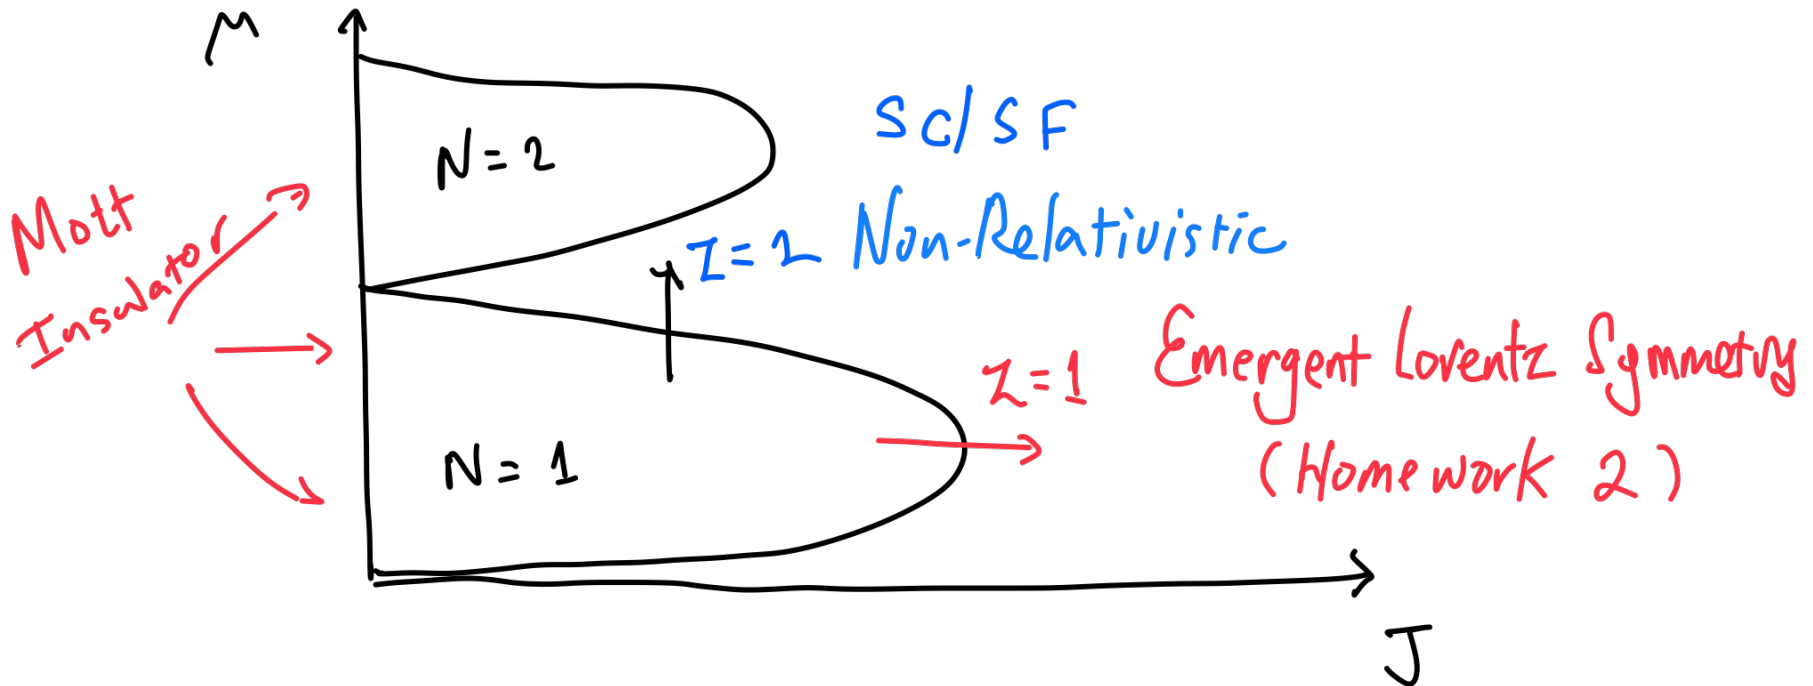 μ
SC/SF
N=2
Mott
Insulator
Z=2 Non-Relativistic
Z=1 Emergent Lorentz Symmetry
(Homework 2)
N=1
J